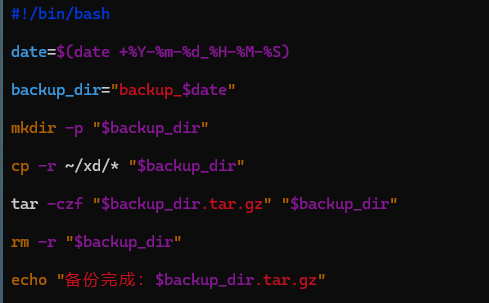 #!/bin/bash
date=$(date +%Y-%m-%d_%H-%M-%S)
backup_dir="backup_$date"
mkdir -p "$backup_dir"
cp -r ~/xd/* "$backup_dir"
tar -czf "$backup_dir.tar.gz" "$backup_dir"
rm -r "$backup_dir"
echo "备份完成：$backup_dir.tar.gz"